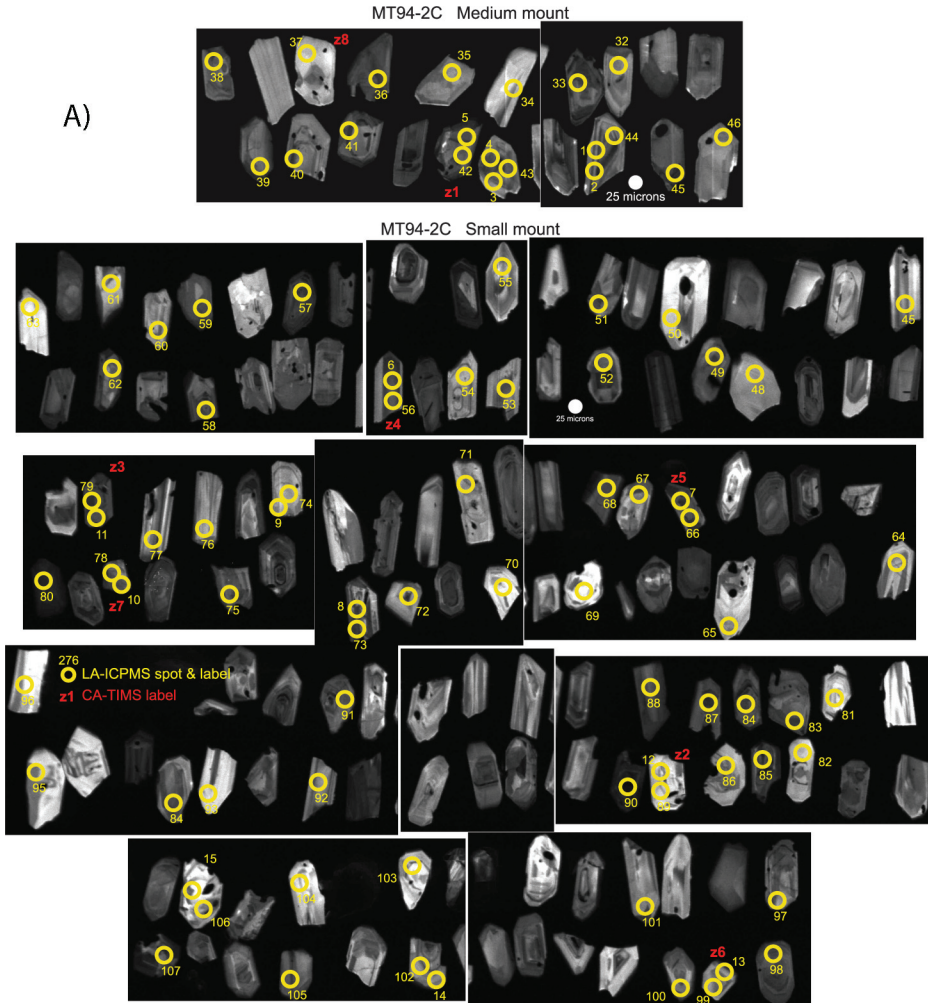 MT94-2C Medium mount
A)
37 z8 35 32
38 36 34 33
5 46
41 4 44 1
39 40 42 43 2 45
z1 3 25 microns
MT94-2C Small mount
61 55
59 57 51 50 45
60
62 6 54 52 49 48
58 56 53
z4 25 microns
z3 71 67 z5
79 74 68 7
11 77 76 9 66
78 70 64
80 10 75 8 72 69
z7 73 65
276
LA-ICPMS spot & label
z1 CA-TIMS label
91 88 87 84 83 81
z2
95 12 86 85 82
84 92 90
15 103
104 101 97
106
z6 13
107 105 102 14 100 99 98